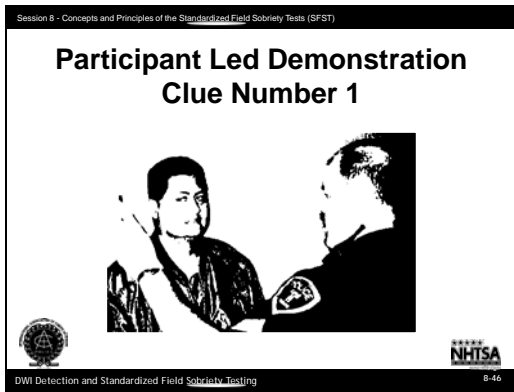 Session 8 - Concepts and Principles of the Standardized Field Sobriety Tests (SFST)
Participant Led Demonstration
Clue Number 1
NHTSA
DWI Detection and Standardized Field Sobriety Testing
8-46